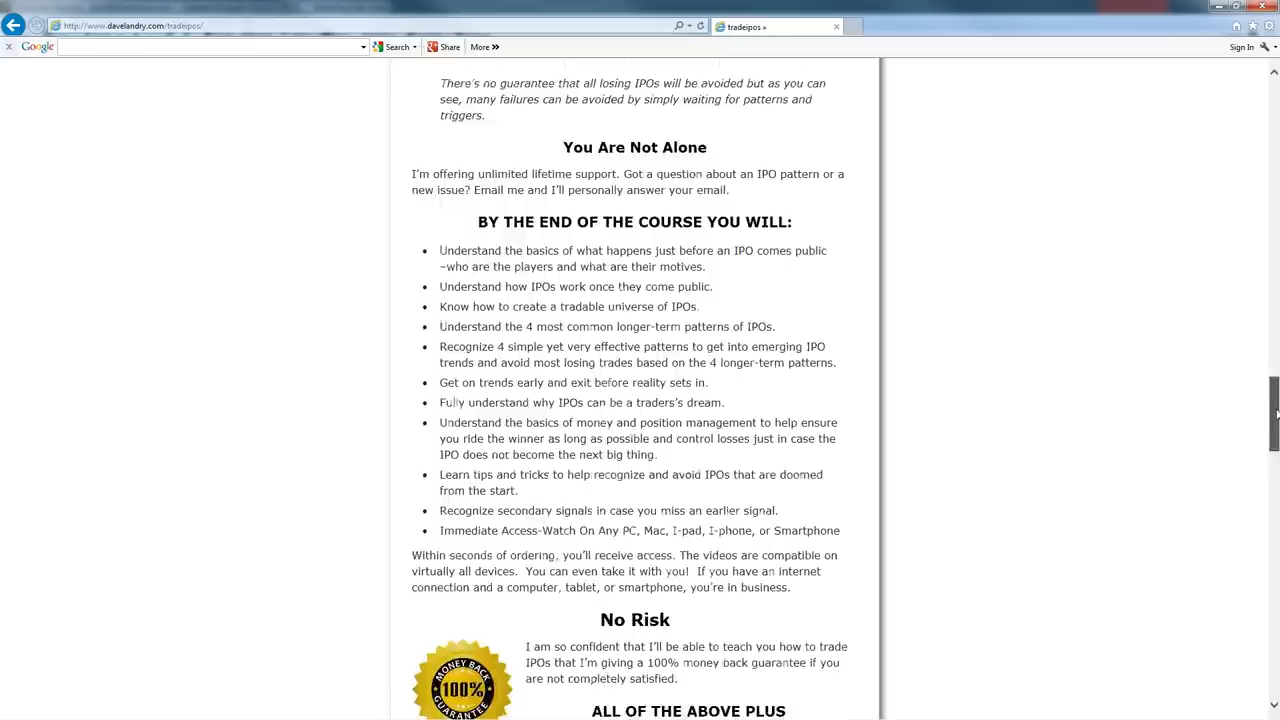 http://www.davelandry.com/tradeipos/
tradeipos »
Google
Search
Share
More »
Sign In
There's no guarantee that all losing IPOs will be avoided but as you can
see, many failures can be avoided by simply waiting for patterns and
triggers.
You Are Not Alone
I'm offering unlimited lifetime support. Got a question about an IPO pattern or a
new issue? Email me and I'll personally answer your email.
BY THE END OF THE COURSE YOU WILL:
• Understand the basics of what happens just before an IPO comes public
–who are the players and what are their motives.
• Understand how IPOs work once they come public.
• Know how to create a tradable universe of IPOs.
• Understand the 4 most common longer-term patterns of IPOs.
• Recognize 4 simple yet very effective patterns to get into emerging IPO
trends and avoid most losing trades based on the 4 longer-term patterns.
• Get on trends early and exit before reality sets in.
• Fully understand why IPOs can be a traders's dream.
• Understand the basics of money and position management to help ensure
you ride the winner as long as possible and control losses just in case the
IPO does not become the next big thing.
• Learn tips and tricks to help recognize and avoid IPOs that are doomed
from the start.
• Recognize secondary signals in case you miss an earlier signal.
• Immediate Access-Watch On Any PC, Mac, I-pad, I-phone, or Smartphone
Within seconds of ordering, you'll receive access. The videos are compatible on
virtually all devices. You can even take it with you! If you have an internet
connection and a computer, tablet, or smartphone, you're in business.
No Risk
I am so confident that I'll be able to teach you how to trade
IPOs that I'm giving a 100% money back guarantee if you
are not completely satisfied.
MONEY BACK
100%
GUARANTEE
ALL OF THE ABOVE PLUS